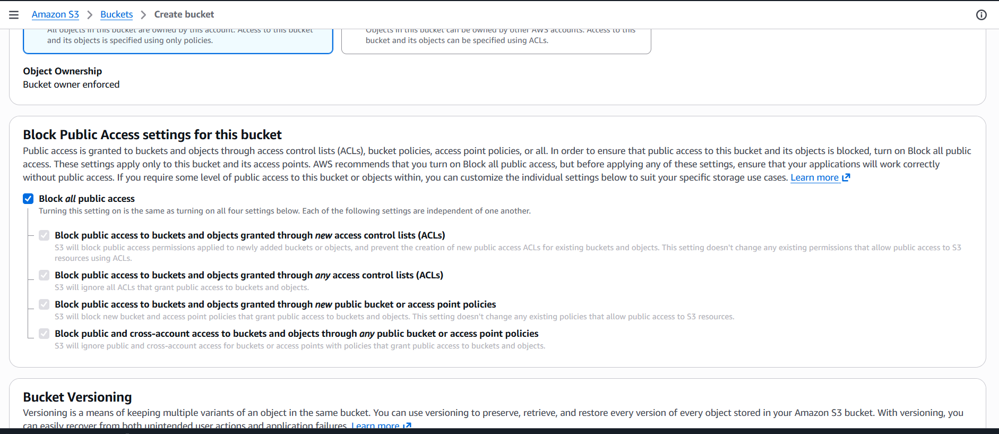 Amazon S3 > Buckets > Create bucket
All objects in this bucket are owned by this account. Access to this bucket
and its objects is specified using only policies.
Objects in this bucket can be owned by other AWS accounts. Access to this
bucket and its objects can be specified using ACLs.
Object Ownership
Bucket owner enforced
Block Public Access settings for this bucket
Public access is granted to buckets and objects through access control lists (ACLs), bucket policies, access point policies, or all. In order to ensure that public access to this bucket and its objects is blocked, turn on Block all public
access. These settings apply only to this bucket and its access points. AWS recommends that you turn on Block all public access, but before applying any of these settings, ensure that your applications will work correctly
without public access. If you require some level of public access to this bucket or objects within, you can customize the individual settings below to suit your specific storage use cases. Learn more
Block all public access
Turning this setting on is the same as turning on all four settings below. Each of the following settings are independent of one another.
Block public access to buckets and objects granted through new access control lists (ACLs)
S3 will block public access permissions applied to newly added buckets or objects, and prevent the creation of new public access ACLs for existing buckets and objects. This setting doesn't change any existing permissions that allow public access to S3
resources using ACLs.
Block public access to buckets and objects granted through any access control lists (ACLs)
S3 will ignore all ACLs that grant public access to buckets and objects.
Block public access to buckets and objects granted through new public bucket or access point policies
S3 will block new bucket and access point policies that grant public access to buckets and objects. This setting doesn't change any existing policies that allow public access to S3 resources.
Block public and cross-account access to buckets and objects through any public bucket or access point policies
S3 will ignore public and cross-account access for buckets or access points with policies that grant public access to buckets and objects.
Bucket Versioning
Versioning is a means of keeping multiple variants of an object in the same bucket. You can use versioning to preserve, retrieve, and restore every version of every object stored in your Amazon S3 bucket. With versioning, you
can easily recover from both unintended user actions and application failures. Learn more